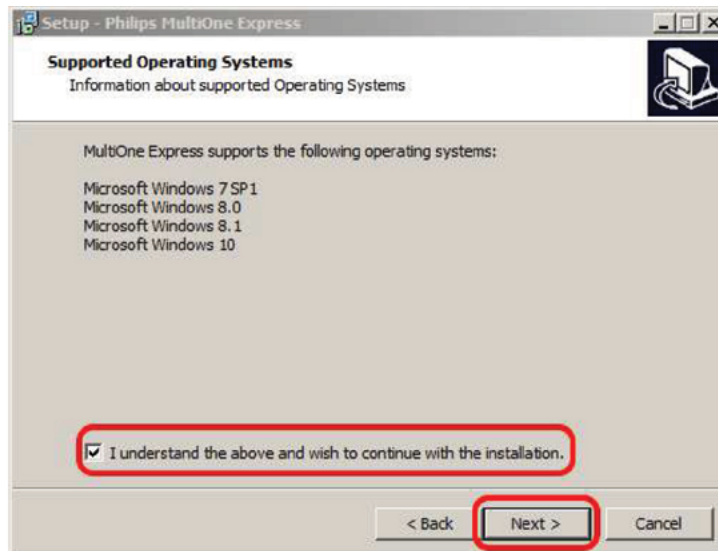 Setup - Philips MultiOne Express
Supported Operating Systems
Information about supported Operating Systems
MultiOne Express supports the following operating systems:
Microsoft Windows 7 SP1
Microsoft Windows 8.0
Microsoft Windows 8.1
Microsoft Windows 10
I understand the above and wish to continue with the installation.
< Back Next > Cancel